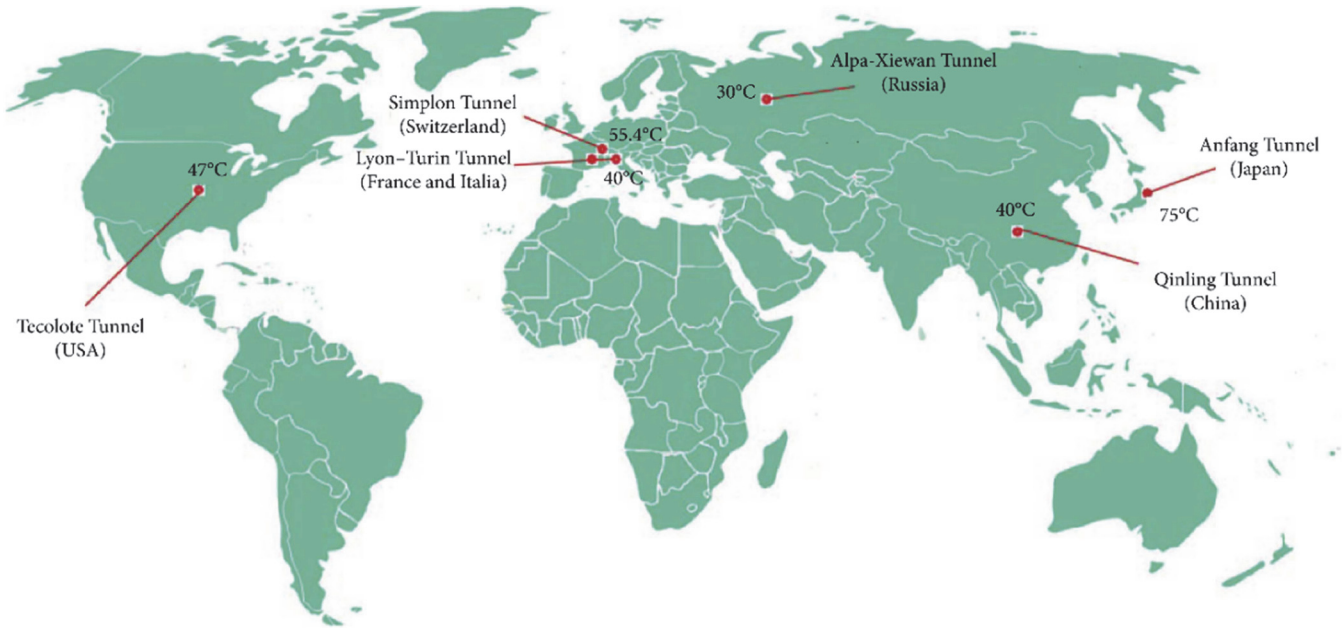 Alpa-Xiewan Tunnel
(Russia)
30°C
Simplon Tunnel
(Switzerland)
55.4°C
Lyon–Turin Tunnel
(France and Italia)
40°C
Anfang Tunnel
(Japan)
75°C
47°C
Tecolote Tunnel
(USA)
40°C
Qinling Tunnel
(China)